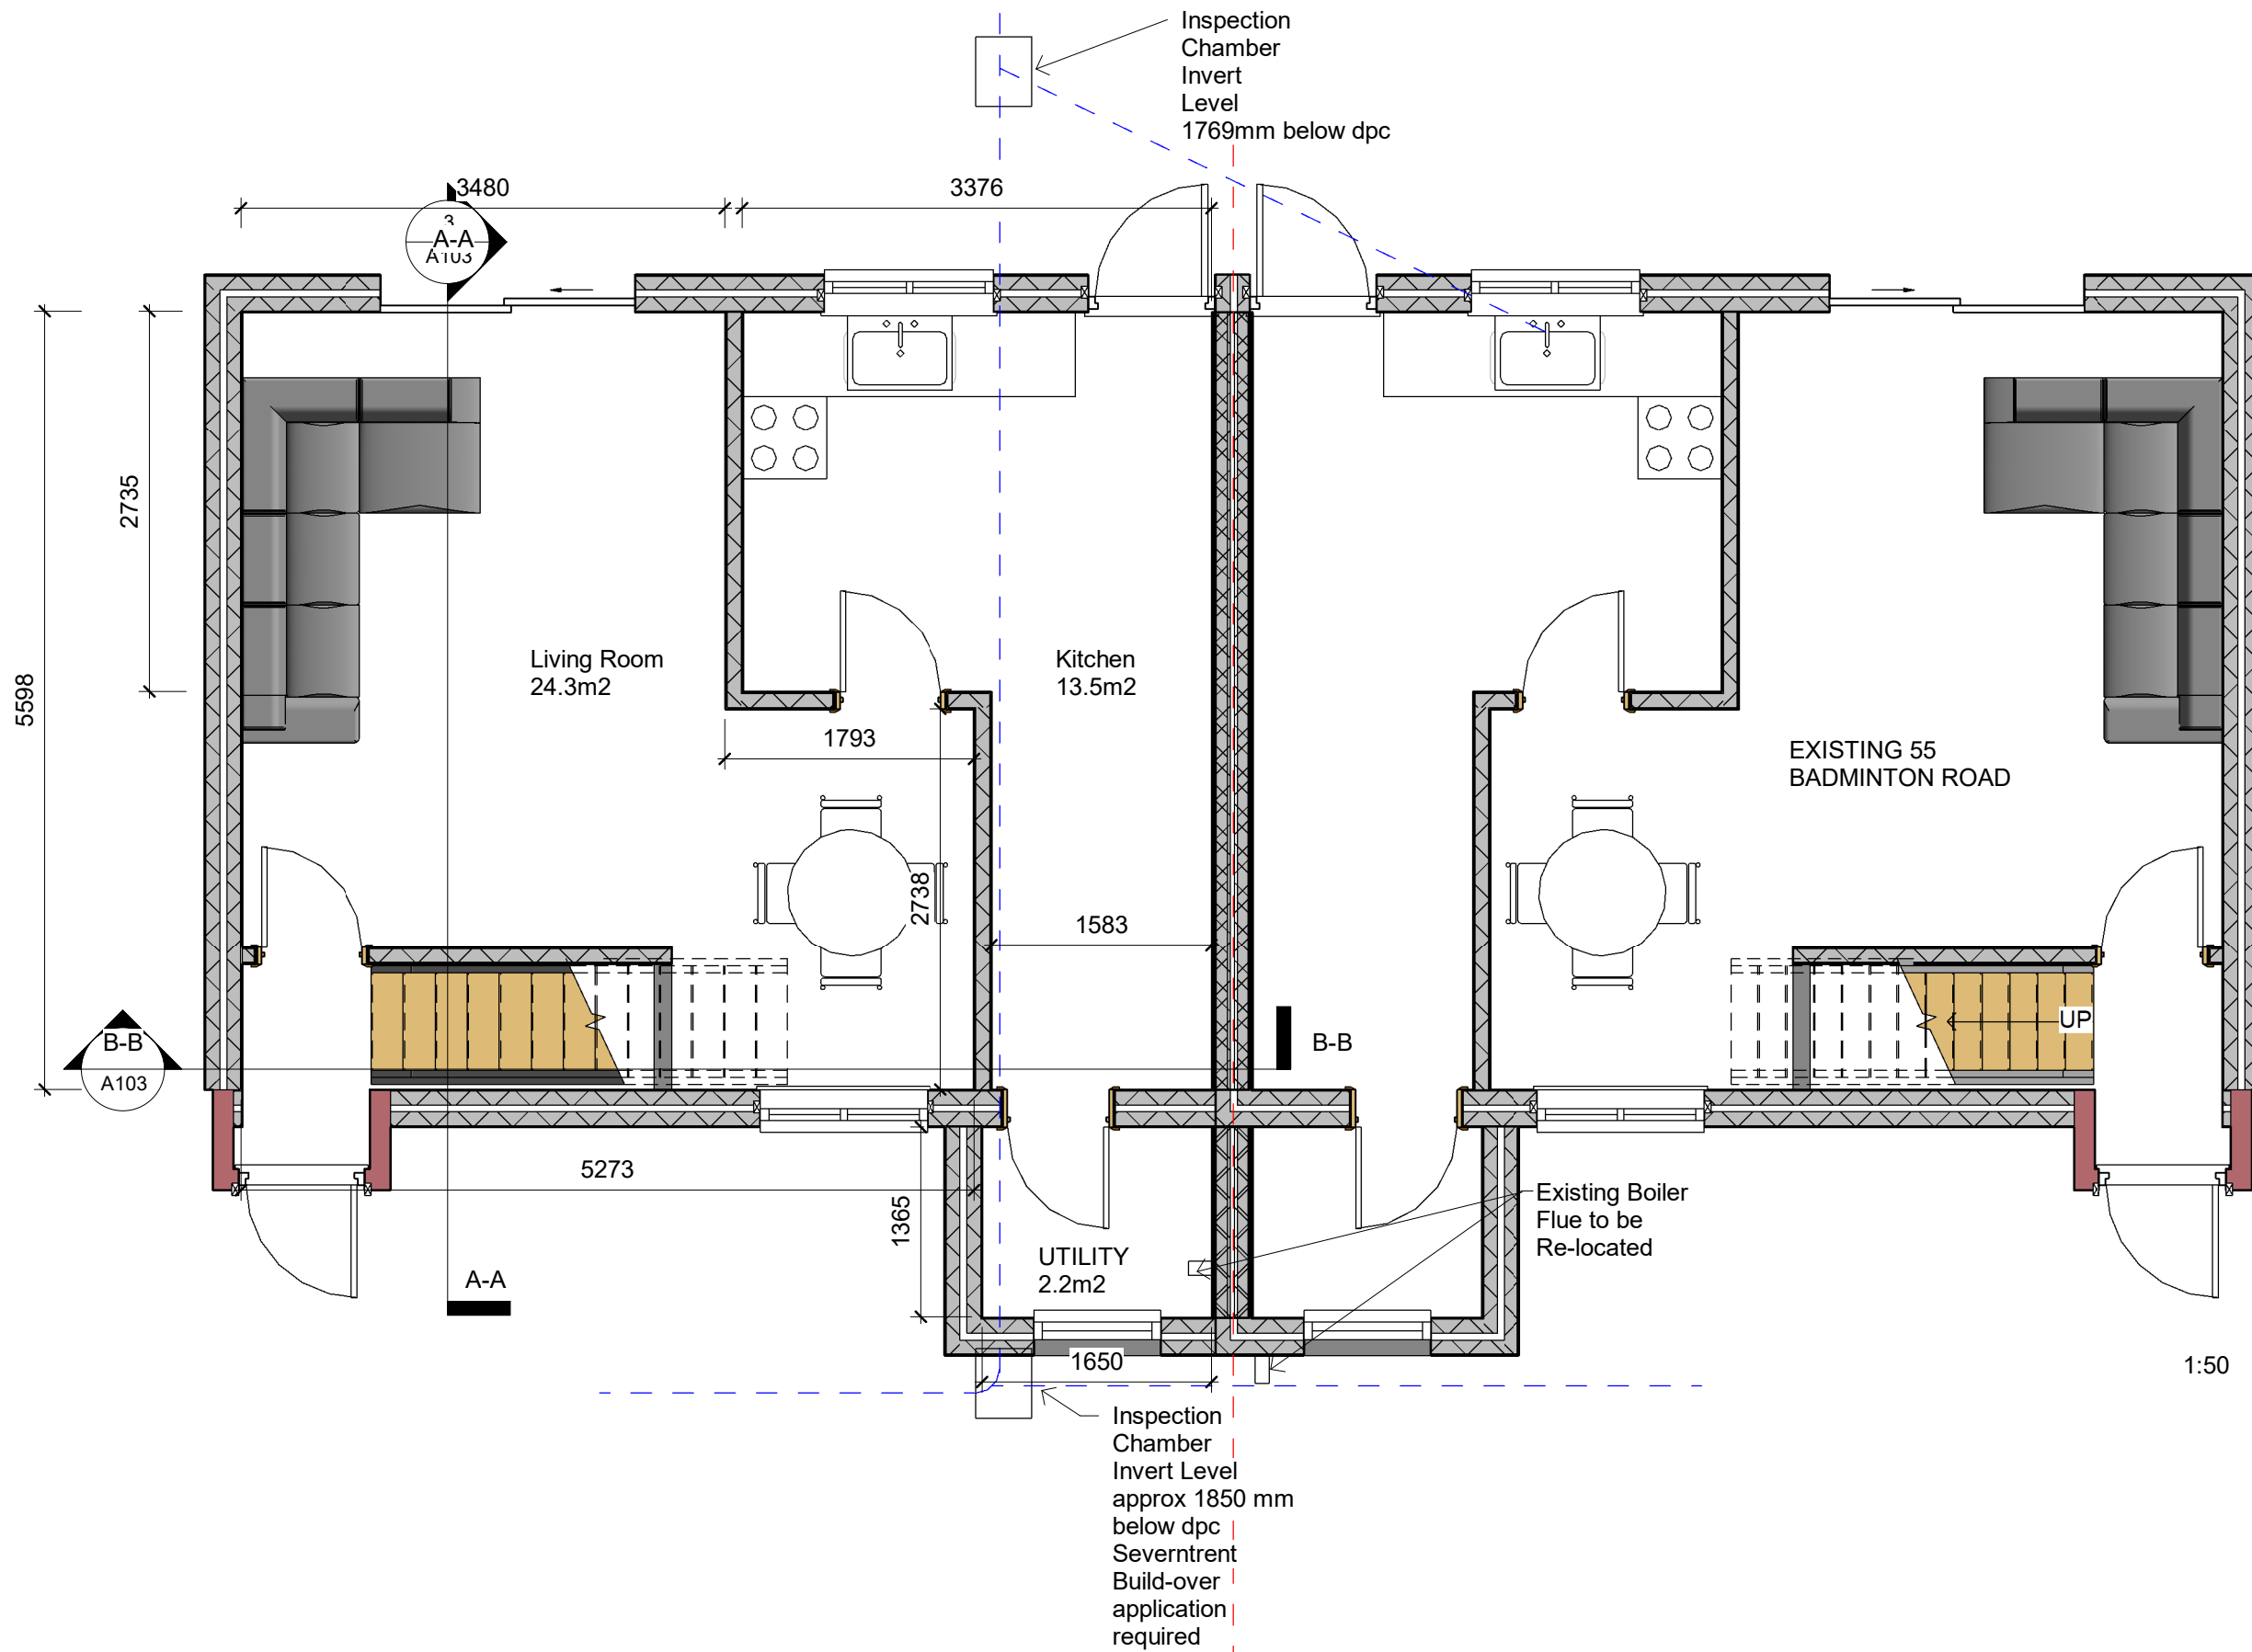 Inspection
Chamber
Invert
Level
1769mm below dpc
3480
3376
3
A-A
A103
2735
5598
Living Room
24.3m2
Kitchen
13.5m2
1793
EXISTING 55
BADMINTON ROAD
2738
1583
UP
B-B
A103
B-B
5273
1365
Existing Boiler
Flue to be
Re-located
UTILITY
2.2m2
A-A
1650
1:50
Inspection
Chamber
Invert Level
approx 1850 mm
below dpc
Severntrent
Build-over
application
required